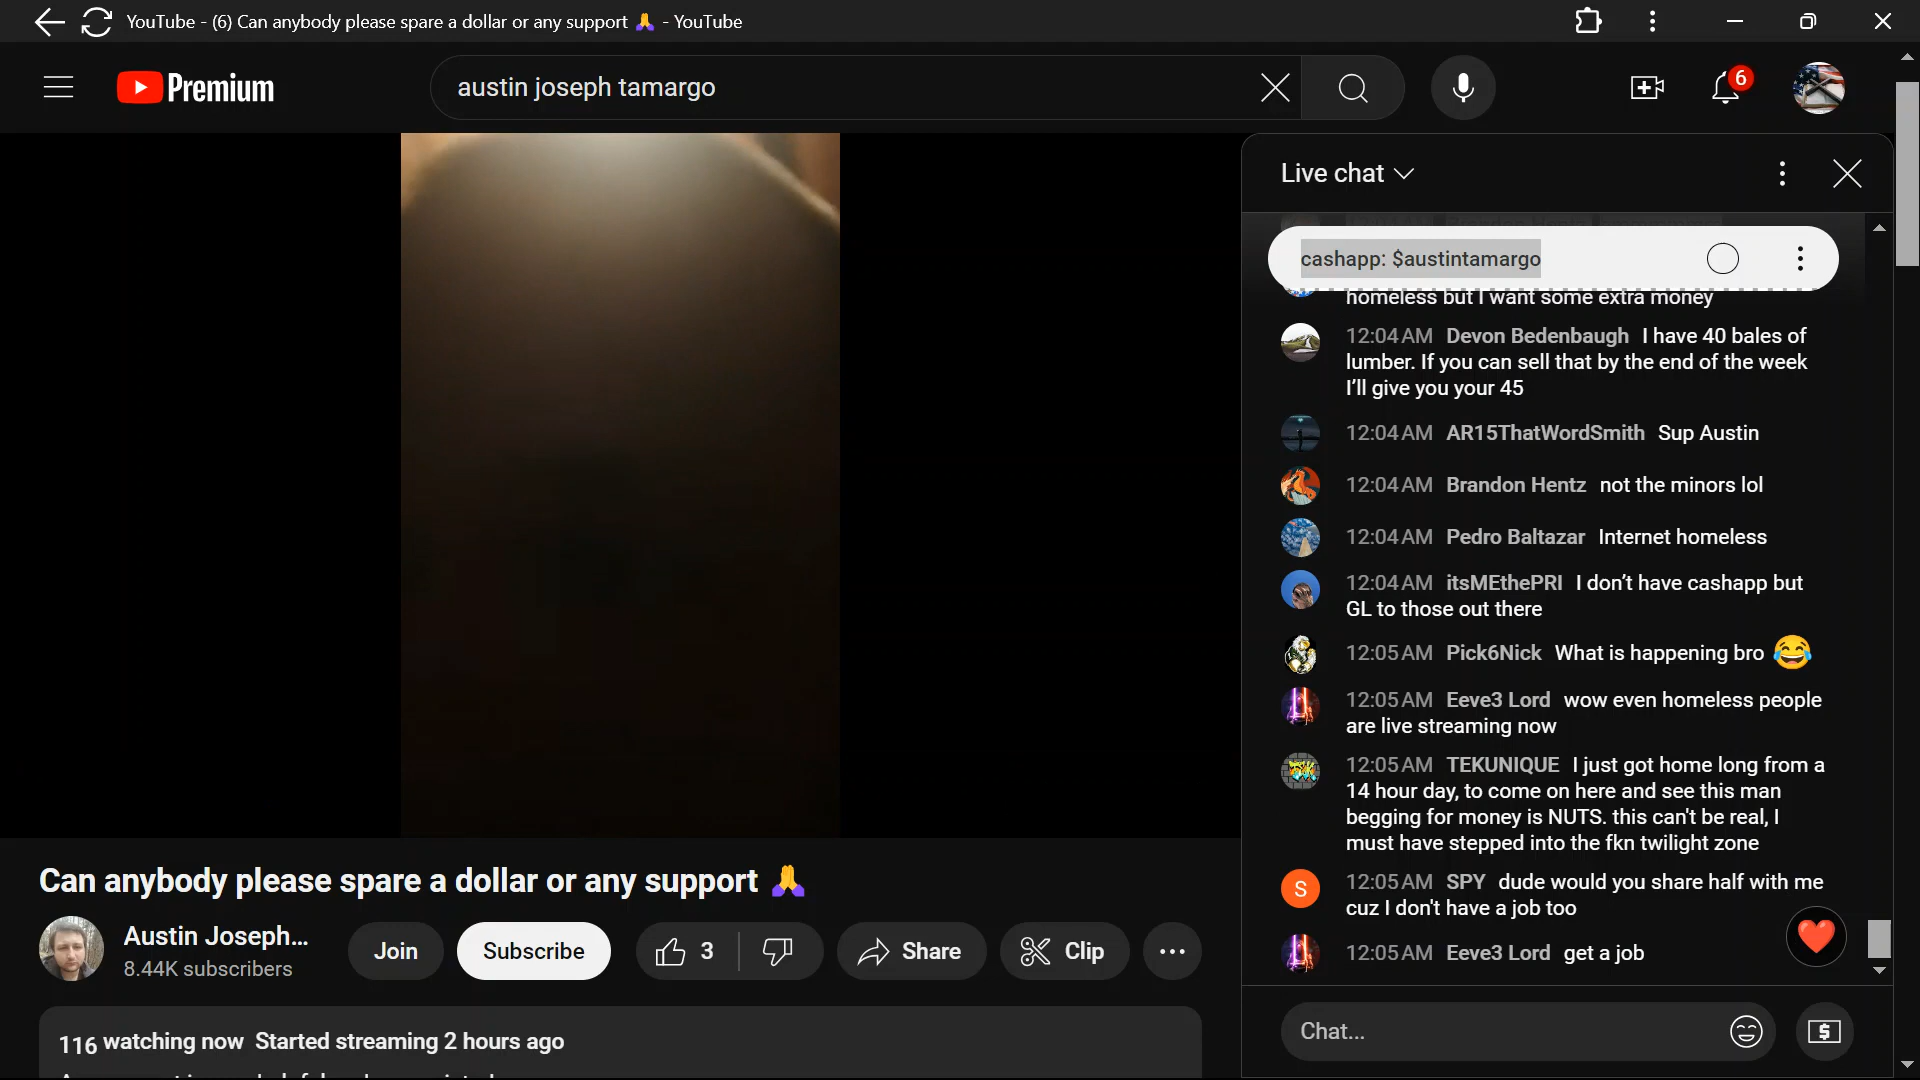 YouTube - (6) Can anybody please spare a dollar or any support 🙏 - YouTube
Premium
austin joseph tamargo
6
Live chat
cashapp: $austintamargo
homeless but I want some extra money
12:04 AM Devon Bedenbaugh I have 40 bales of
lumber. If you can sell that by the end of the week
I'll give you your 45
12:04 AM AR15ThatWordSmith Sup Austin
12:04 AM Brandon Hentz not the minors lol
12:04 AM Pedro Baltazar Internet homeless
12:04 AM itsMEthePRI I don't have cashapp but
GL to those out there
12:05 AM Pick6Nick What is happening bro 😂
12:05 AM Eeve3 Lord wow even homeless people
are live streaming now
12:05 AM TEKUNIQUE I just got home long from a
14 hour day, to come on here and see this man
begging for money is NUTS. this can't be real, I
must have stepped into the fkn twilight zone
S
12:05 AM SPY dude would you share half with me
cuz I don't have a job too
12:05 AM Eeve3 Lord get a job
Chat...
Can anybody please spare a dollar or any support 🙏
Austin Joseph...
8.44K subscribers
Join
Subscribe
3
Share
Clip
116 watching now Started streaming 2 hours ago